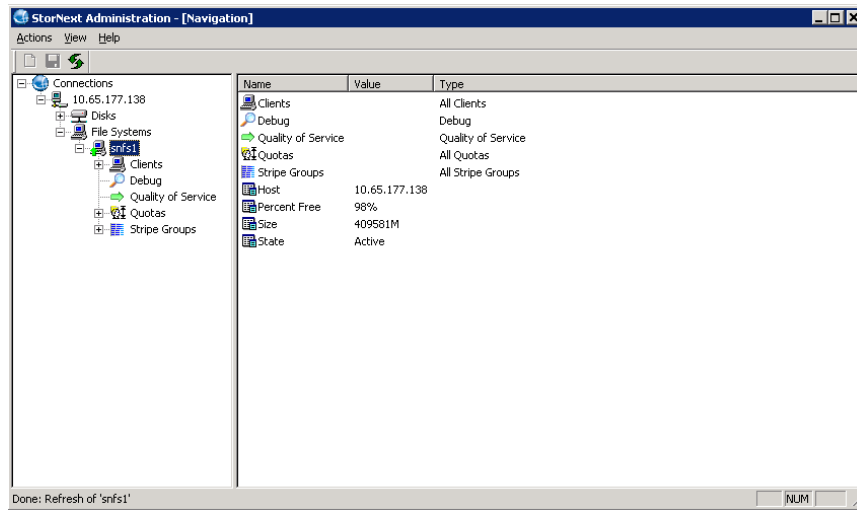 StorNext Administration - [Navigation]
Actions View Help
Connections
10.65.177.138
Disks
File Systems
snfs1
Clients
Debug
Quality of Service
Quotas
Stripe Groups
Name Value Type
Clients All Clients
Debug Debug
Quality of Service Quality of Service
Quotas All Quotas
Stripe Groups All Stripe Groups
Host 10.65.177.138
Percent Free 98%
Size 409581M
State Active
Done: Refresh of 'snfs1'
NUM